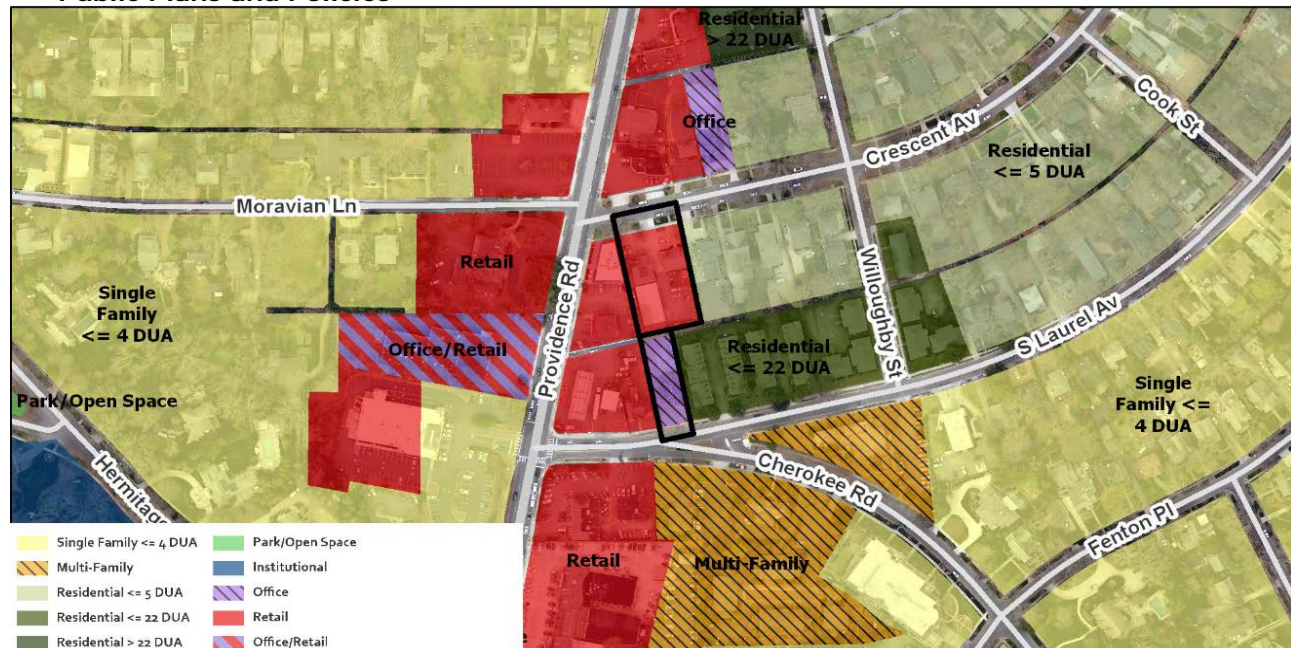 Public Plans and Policies
Residential
> 22 DUA
Office
Crescent Av
Cook St
Residential
<= 5 DUA
Moravian Ln
Retail
Providence Rd
Willoughby St
S Laurel Av
Single
Family
<= 4 DUA
Office/Retail
Residential
<= 22 DUA
Single
Family <=
4 DUA
Park/Open Space
Hermitag
Cherokee Rd
Fenton Pl
Retail
Multi-Family
Single Family <= 4 DUA
Multi-Family
Residential <= 5 DUA
Residential <= 22 DUA
Residential > 22 DUA
Park/Open Space
Institutional
Office
Retail
Office/Retail